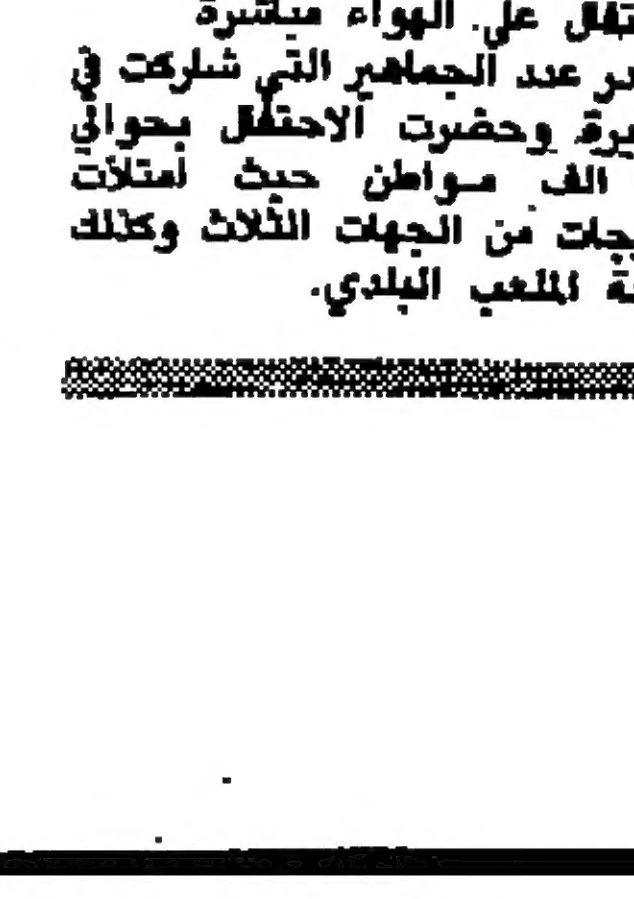 على الهواء مباشرة
عدد الجماهير التي شاركت في
وحضرت الاحتفال بحوالي
الف مواطن حيث امتلأت
من الجهات الثلاث وكذلك
الملعب البلدي.